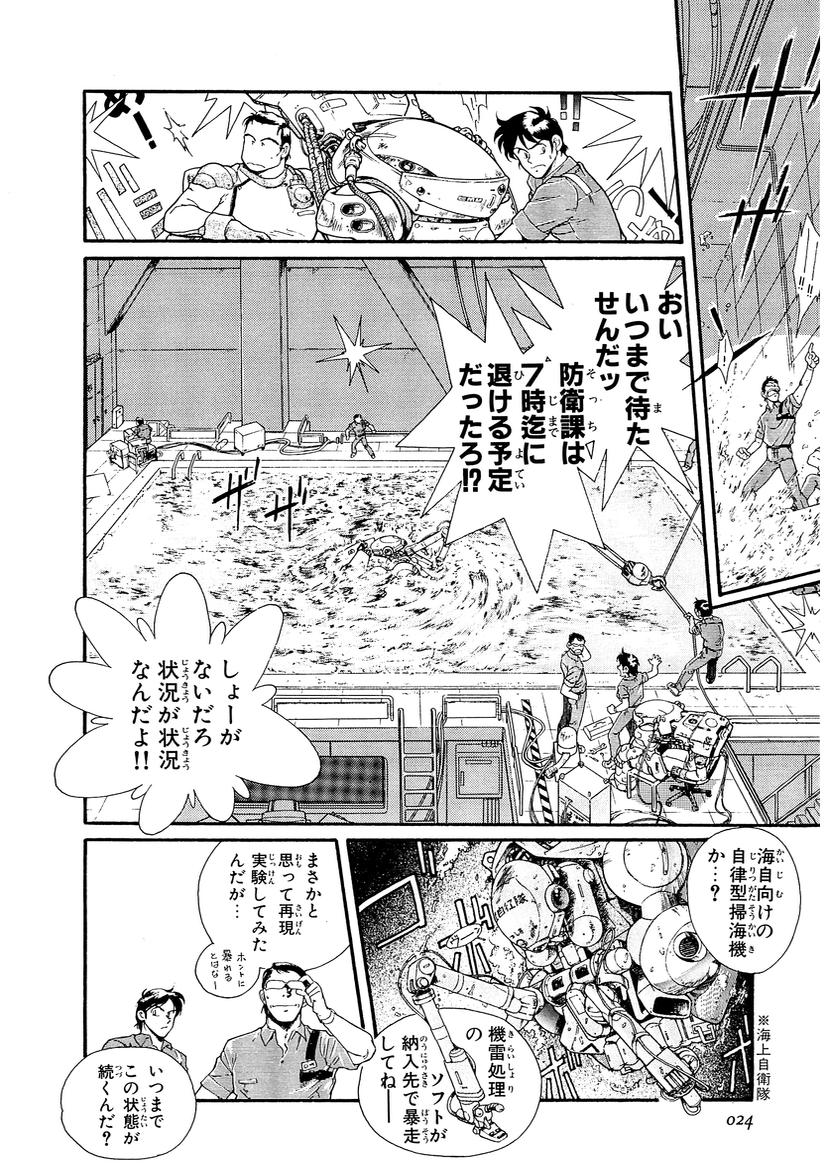 おい
いつまで待た
せんだッ
防衛課は
7時迄に
退ける予定
だったろ!?
しょーが
ないだろ
状況が状況
なんだよ!!
海自向けの
自律型掃海機
か…?
※海上自衛隊
機雷処理
の
ソフトが
納入先で暴走
してね―
まさかと
思って再現
実験してみた
んだが…
ホントに
暴れる
とはなー
いつまで
この状態が
続くんだ?
024